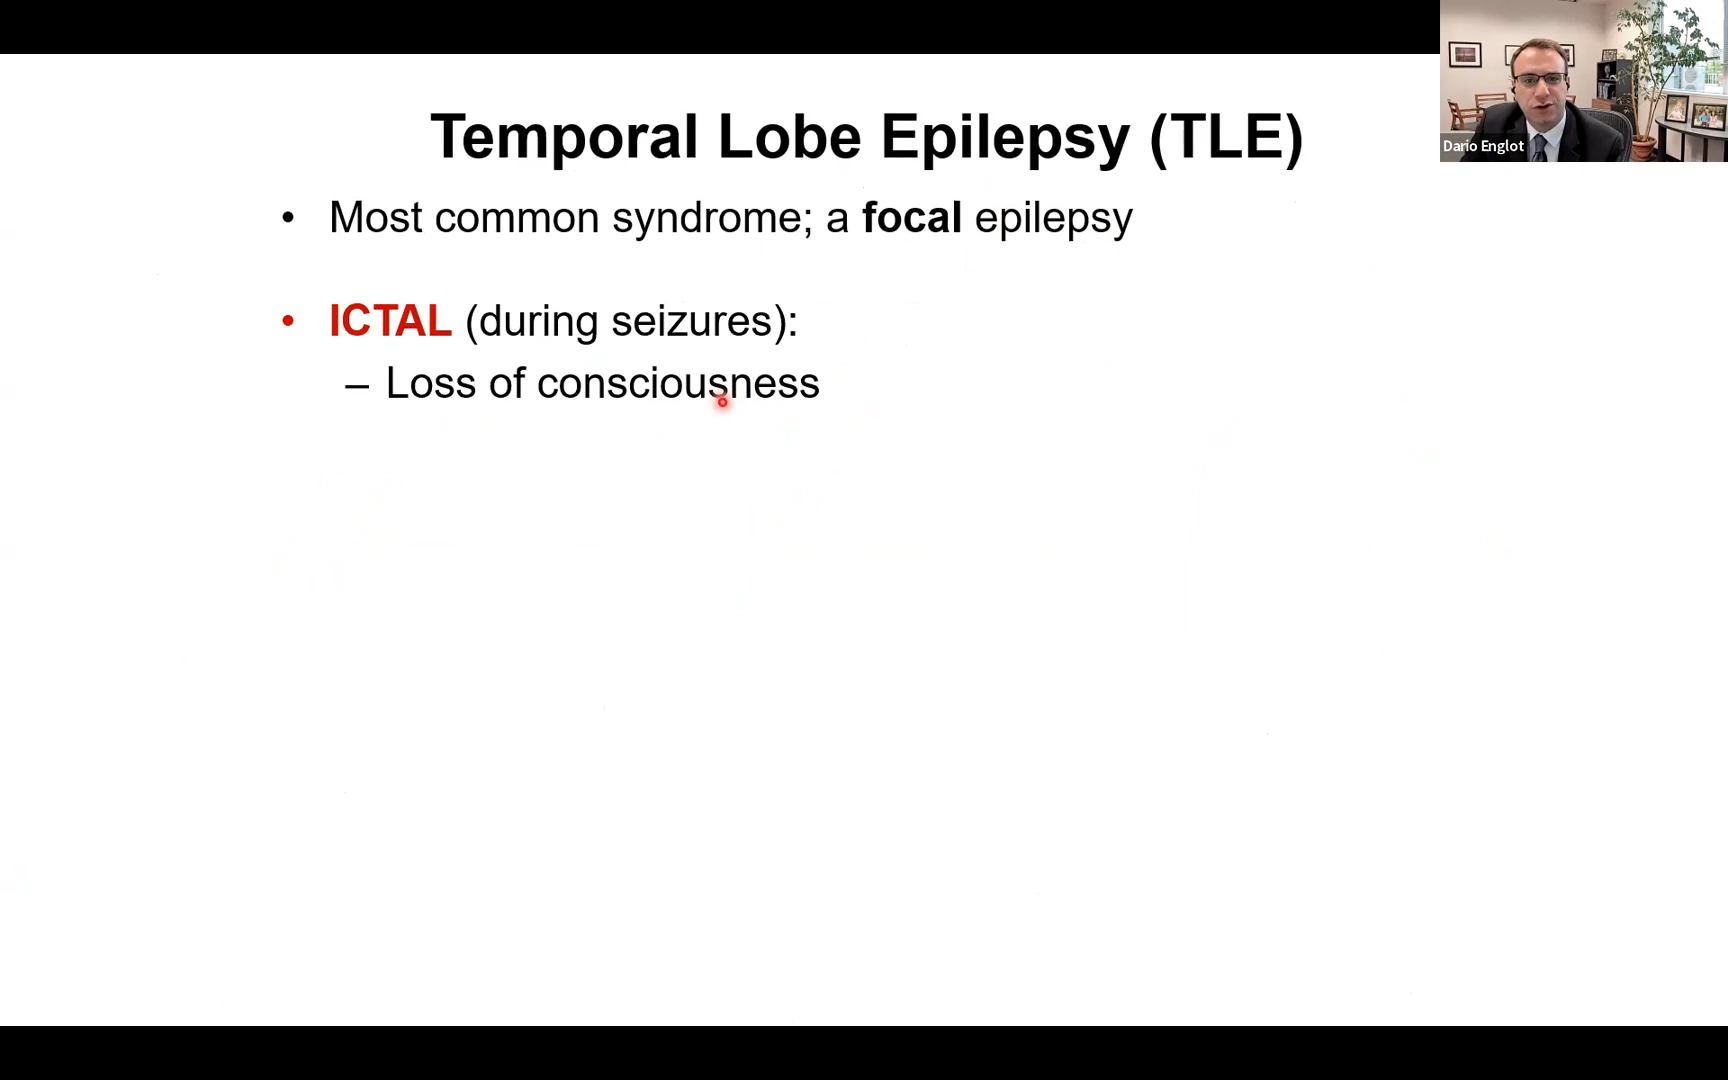 Temporal Lobe Epilepsy (TLE)
• Most common syndrome; a focal epilepsy
• ICTAL (during seizures):
– Loss of consciousness
Dario Englot